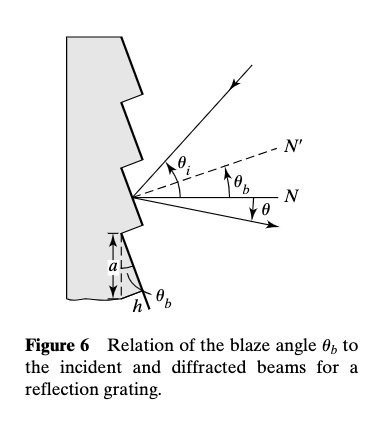 N′
θi
θb
N
θ
a
θb
h
Figure 6 Relation of the blaze angle θb to
the incident and diffracted beams for a
reflection grating.